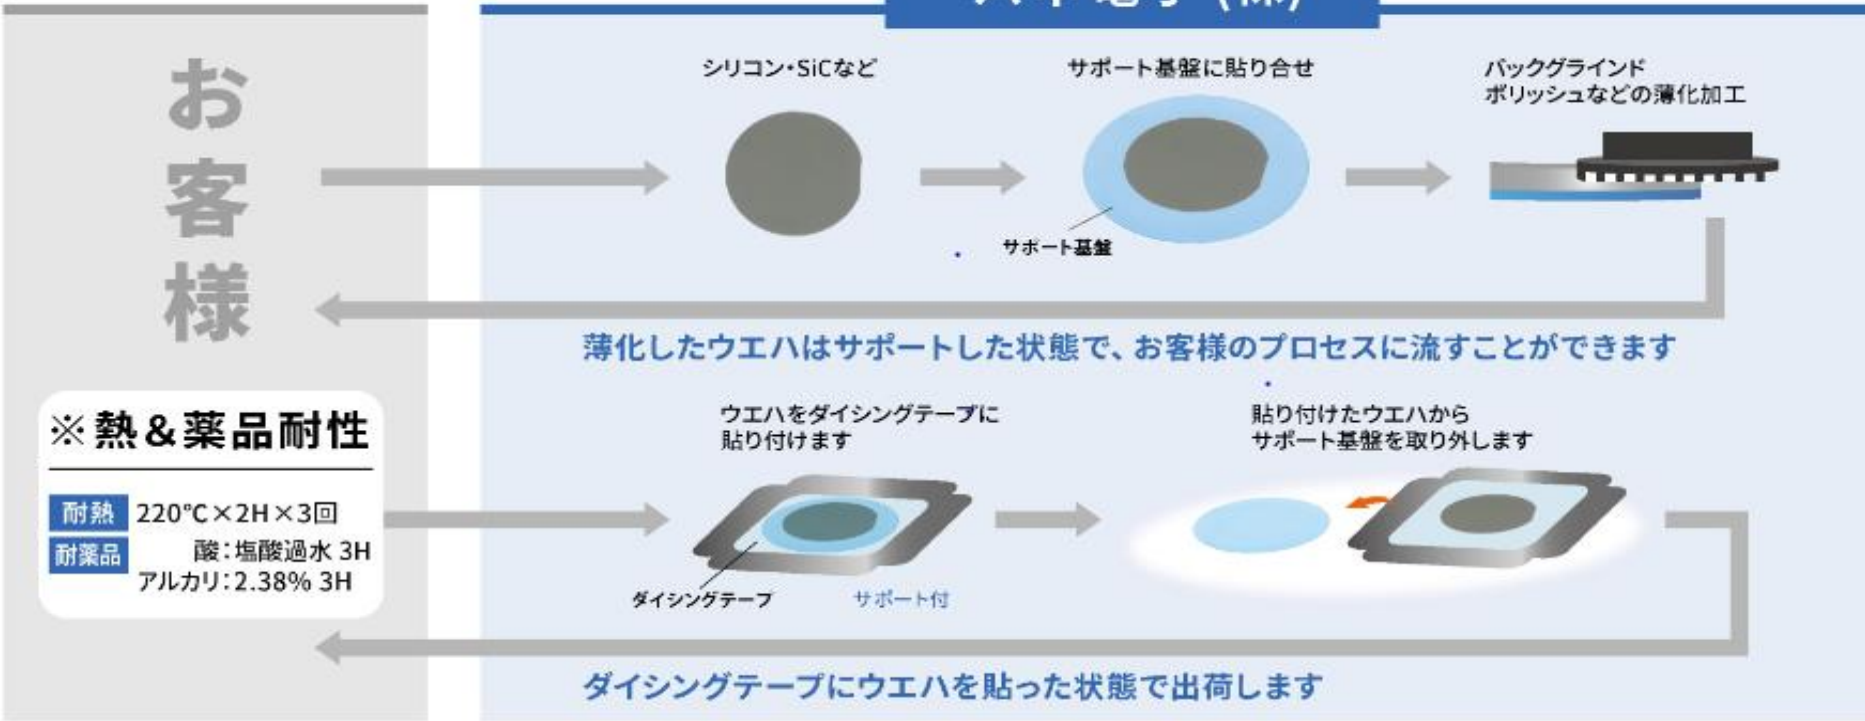 (株)
お客様
シリコン・SiCなど
サポート基盤に貼り合せ
バックグラインド
ポリッシュなどの薄化加工
サポート基盤
薄化したウエハはサポートした状態で、お客様のプロセスに流すことができます
※熱&薬品耐性
耐熱 220℃×2H×3回
耐薬品 酸:塩酸過水 3H
アルカリ:2.38% 3H
ウエハをダイシングテープに
貼り付けます
貼り付けたウエハから
サポート基盤を取り外します
ダイシングテープ
サポート付
ダイシングテープにウエハを貼った状態で出荷します